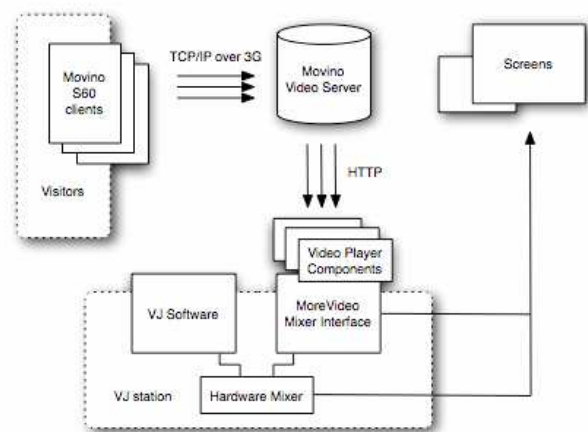 Movino
S60
clients
Visitors
TCP/IP over 3G
Movino
Video Server
Screens
HTTP
Video Player
Components
VJ Software
MoreVideo
Mixer Interface
VJ station
Hardware Mixer